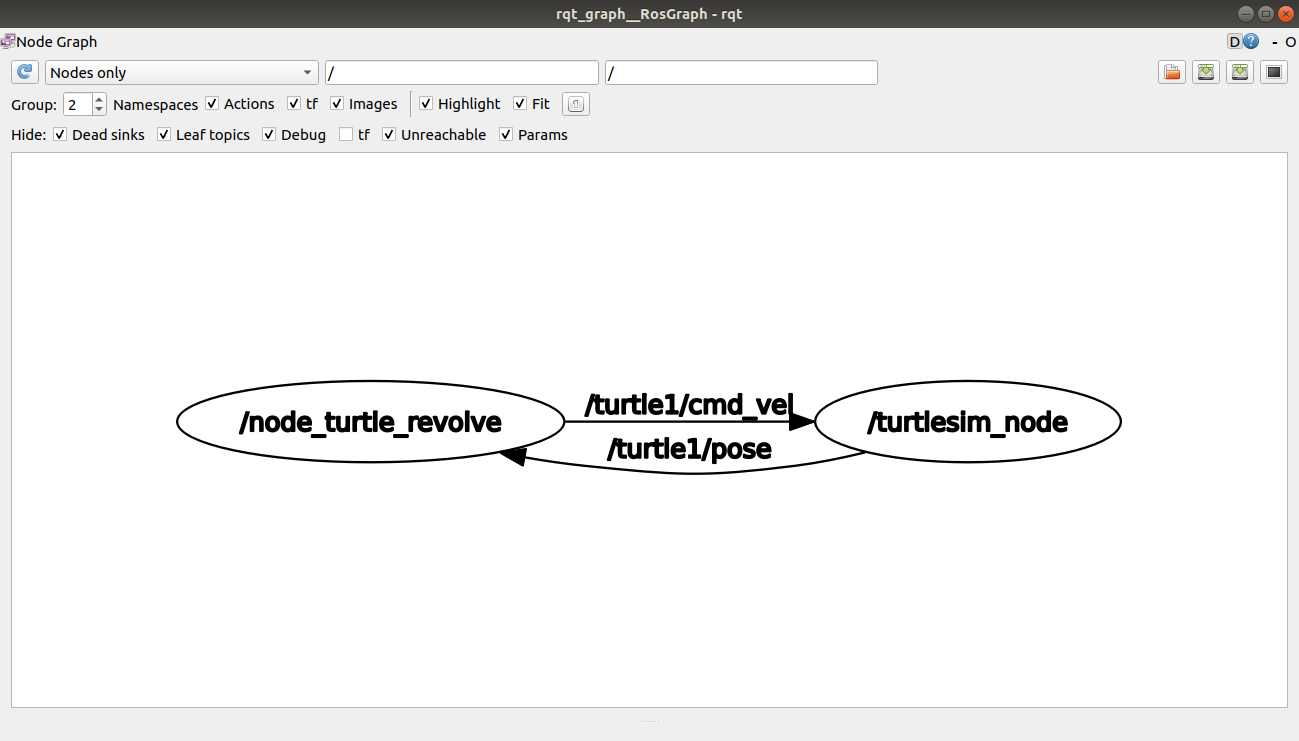 rqt_graph__RosGraph - rqt
Node Graph
D ? - O
Nodes only / /
Group: 2 Namespaces Actions tf Images Highlight Fit
Hide: Dead sinks Leaf topics Debug tf Unreachable Params
/turtle1/cmd_vel
/node_turtle_revolve /turtlesim_node
/turtle1/pose